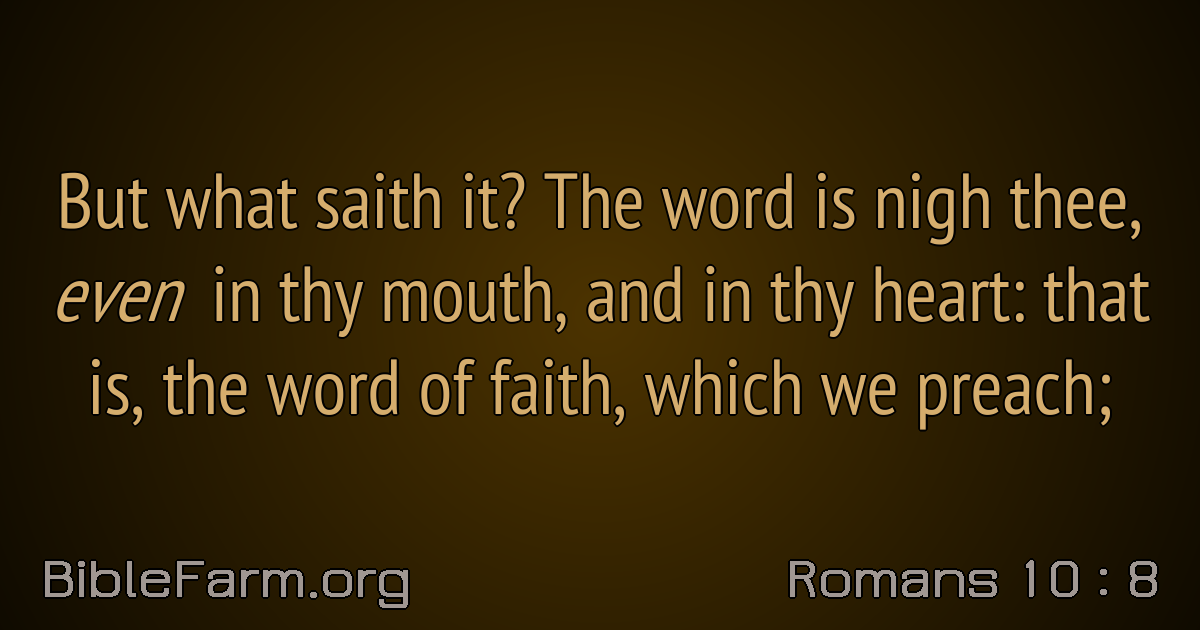 But what saith it? The word is nigh thee,
even in thy mouth, and in thy heart: that
is, the word of faith, which we preach;
BibleFarm.org
Romans 10 : 8